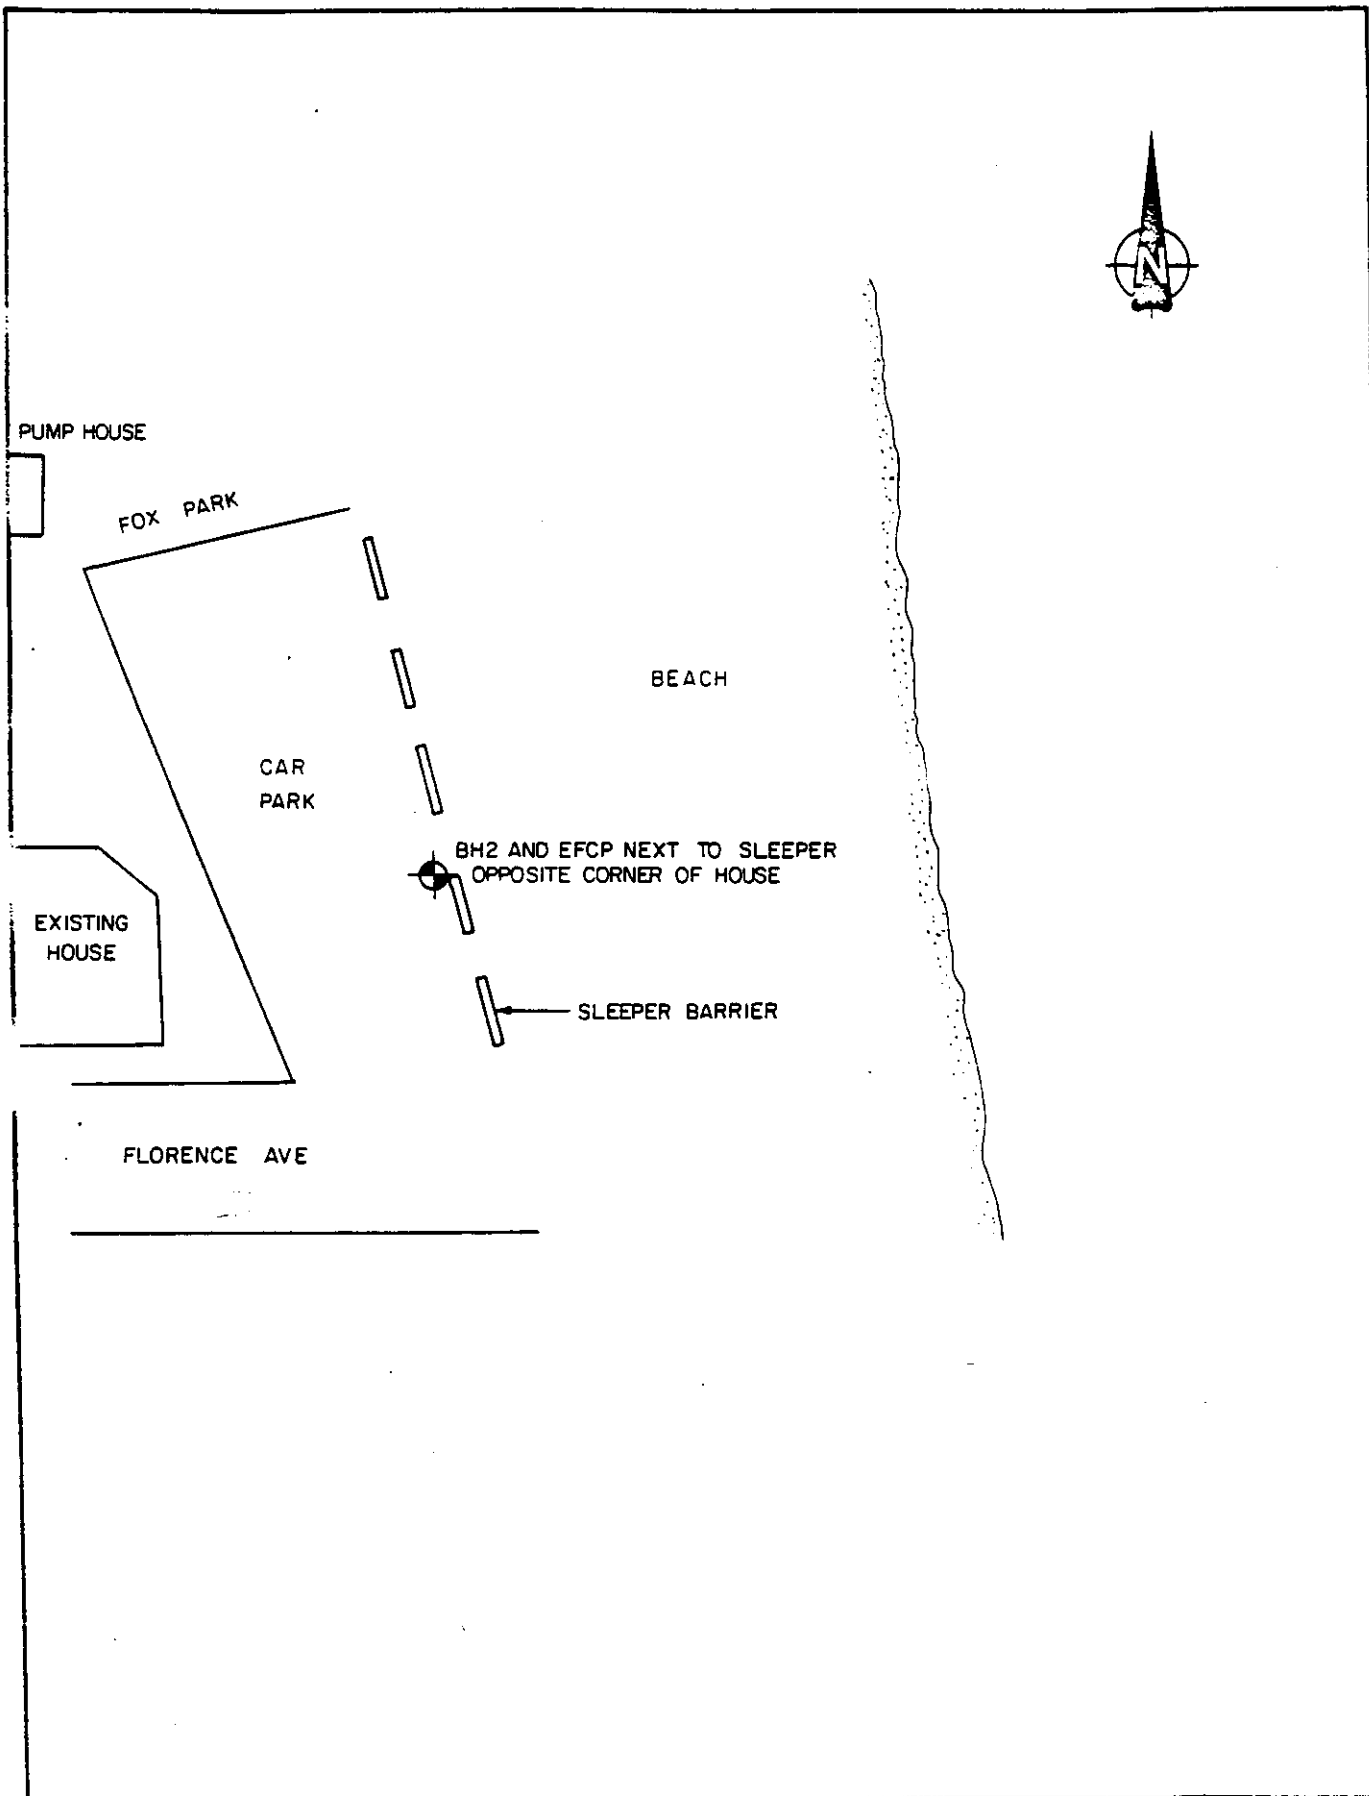 N
PUMP HOUSE
FOX PARK
BEACH
CAR
PARK
BH2 AND EFCP NEXT TO SLEEPER
OPPOSITE CORNER OF HOUSE
EXISTING
HOUSE
SLEEPER BARRIER
FLORENCE AVE